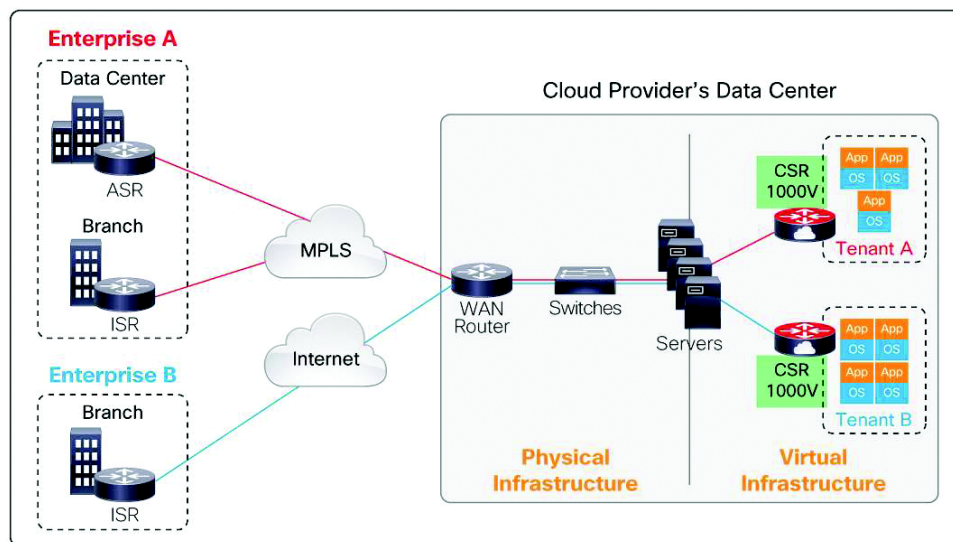 Enterprise A
Data Center
ASR
Branch
ISR
Enterprise B
Branch
ISR
MPLS
Internet
Cloud Provider's Data Center
WAN
Router
Switches
Servers
Physical
Infrastructure
CSR
1000V
App App
OS OS
App
OS
Tenant A
CSR
1000V
App App
OS OS
App App
OS OS
Tenant B
Virtual
Infrastructure